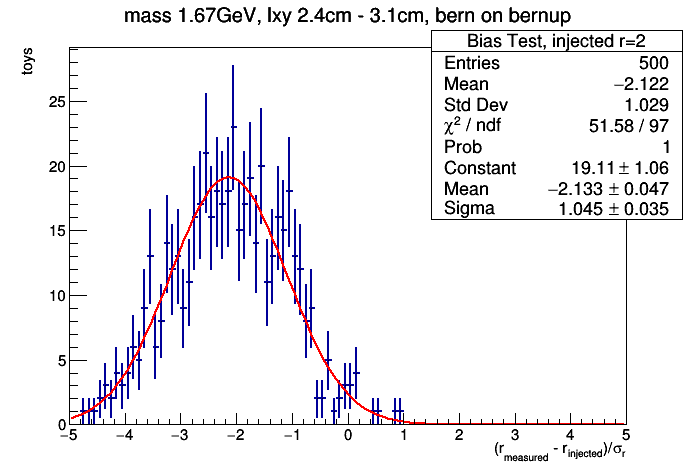 mass 1.67GeV, lxy 2.4cm - 3.1cm, bern on bernup
Bias Test, injected r=2
Entries 500
Mean −2.122
Std Dev 1.029
χ² / ndf 51.58 / 97
Prob 1
Constant 19.11 ± 1.06
Mean −2.133 ± 0.047
Sigma 1.045 ± 0.035
toys
25
20
15
10
5
0
−5 −4 −3 −2 −1 0 1 2 3 4 5
(r_measured - r_injected)/σ_r